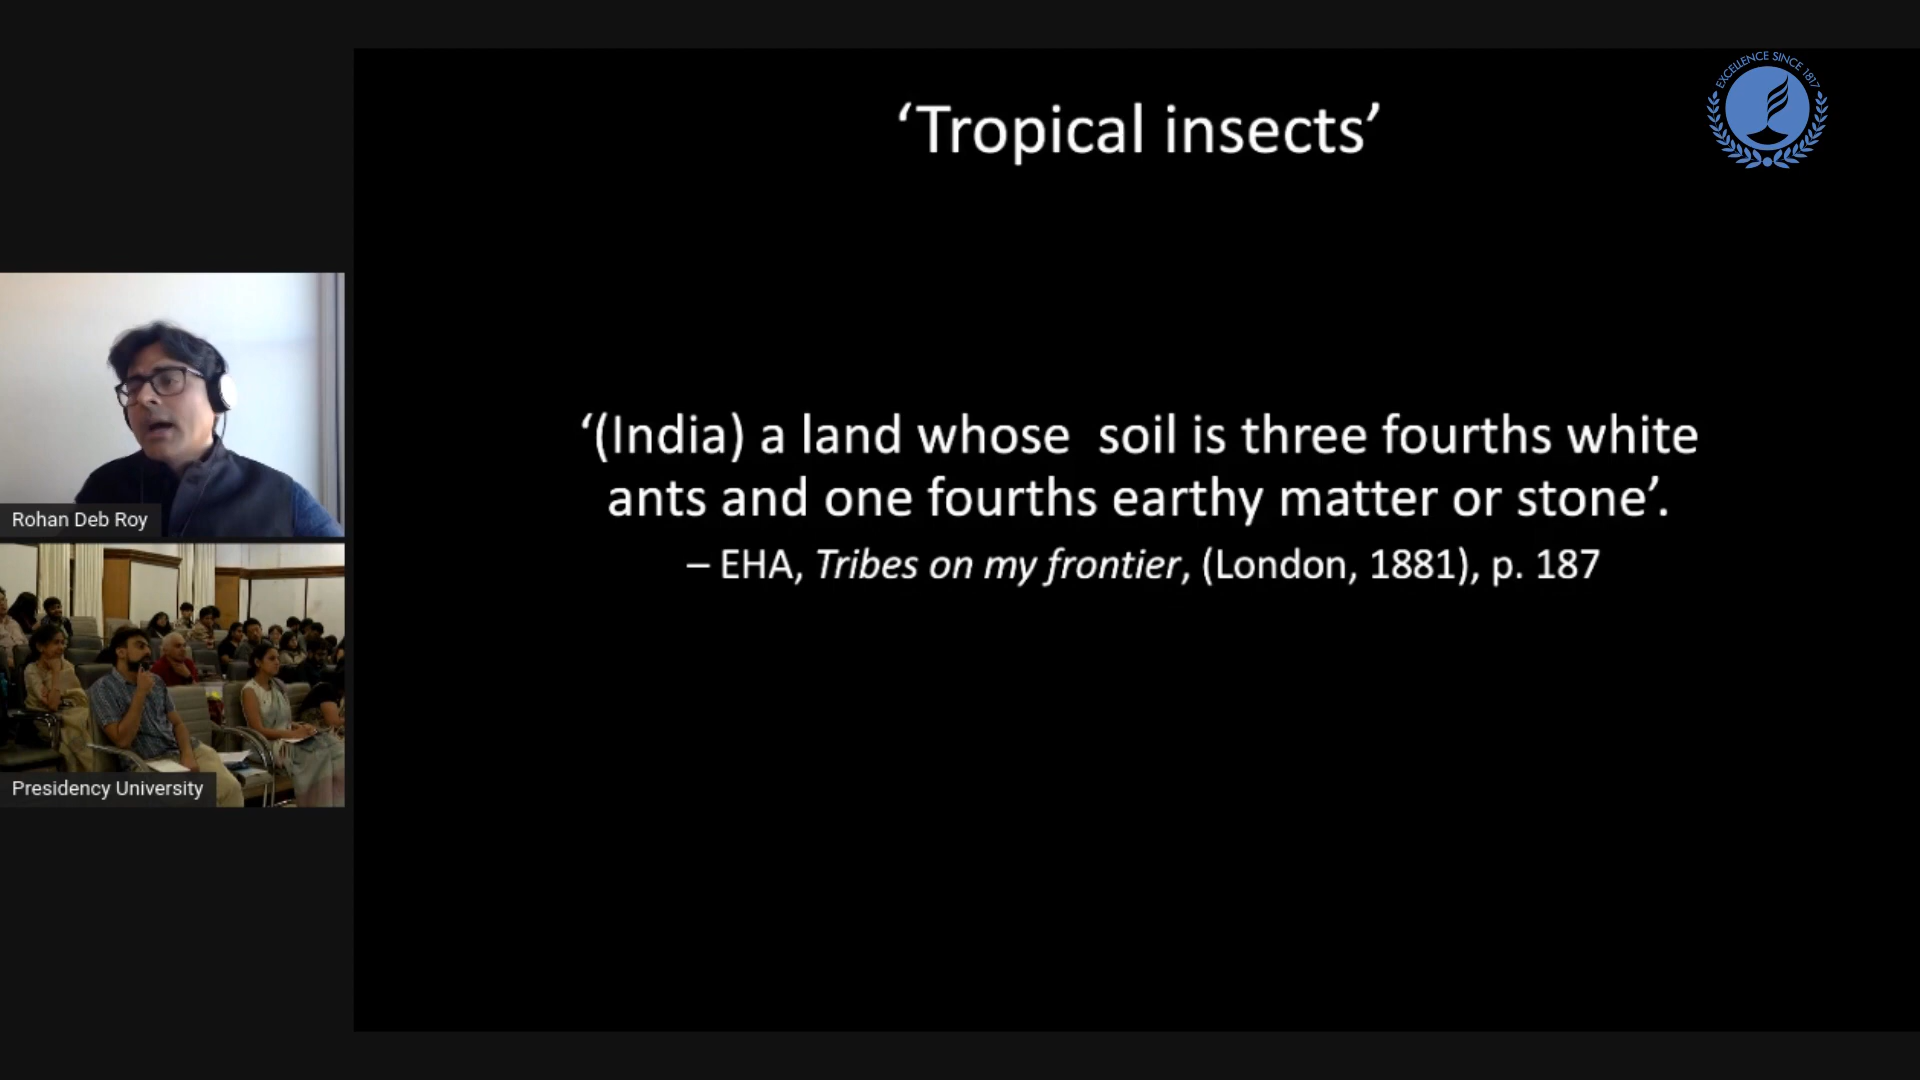 EXCELLENCE SINCE 1817
‘Tropical insects’
‘(India) a land whose  soil is three fourths white
ants and one fourths earthy matter or stone’.
– EHA, Tribes on my frontier, (London, 1881), p. 187
Rohan Deb Roy
Presidency University